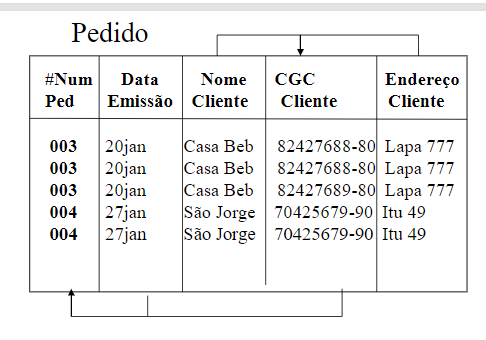 Pedido
#Num Data Nome CGC Endereço
Ped Emissão Cliente Cliente Cliente
003 20jan Casa Beb 82427688-80 Lapa 777
003 20jan Casa Beb 82427688-80 Lapa 777
003 20jan Casa Beb 82427689-80 Lapa 777
004 27jan São Jorge 70425679-90 Itu 49
004 27jan São Jorge 70425679-90 Itu 49